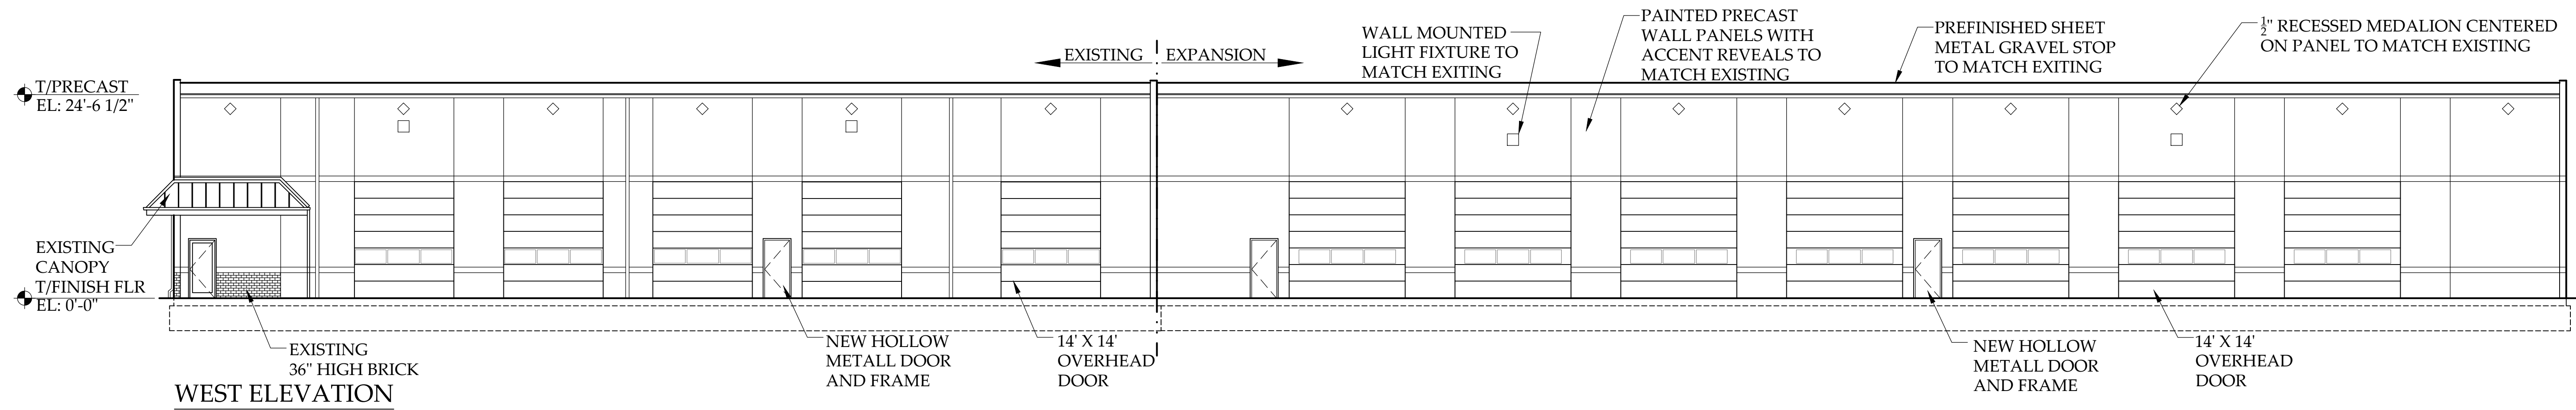 WALL MOUNTED
LIGHT FIXTURE TO
MATCH EXITING
PAINTED PRECAST
WALL PANELS WITH
ACCENT REVEALS TO
MATCH EXISTING
PREFINISHED SHEET
METAL GRAVEL STOP
TO MATCH EXITING
1/2" RECESSED MEDALION CENTERED
ON PANEL TO MATCH EXISTING
EXISTING
EXPANSION
T/PRECAST
EL: 24'-6 1/2"
EXISTING
CANOPY
T/FINISH FLR
EL: 0'-0"
EXISTING
36" HIGH BRICK
NEW HOLLOW
METALL DOOR
AND FRAME
14' X 14'
OVERHEAD
DOOR
NEW HOLLOW
METALL DOOR
AND FRAME
14' X 14'
OVERHEAD
DOOR
WEST ELEVATION